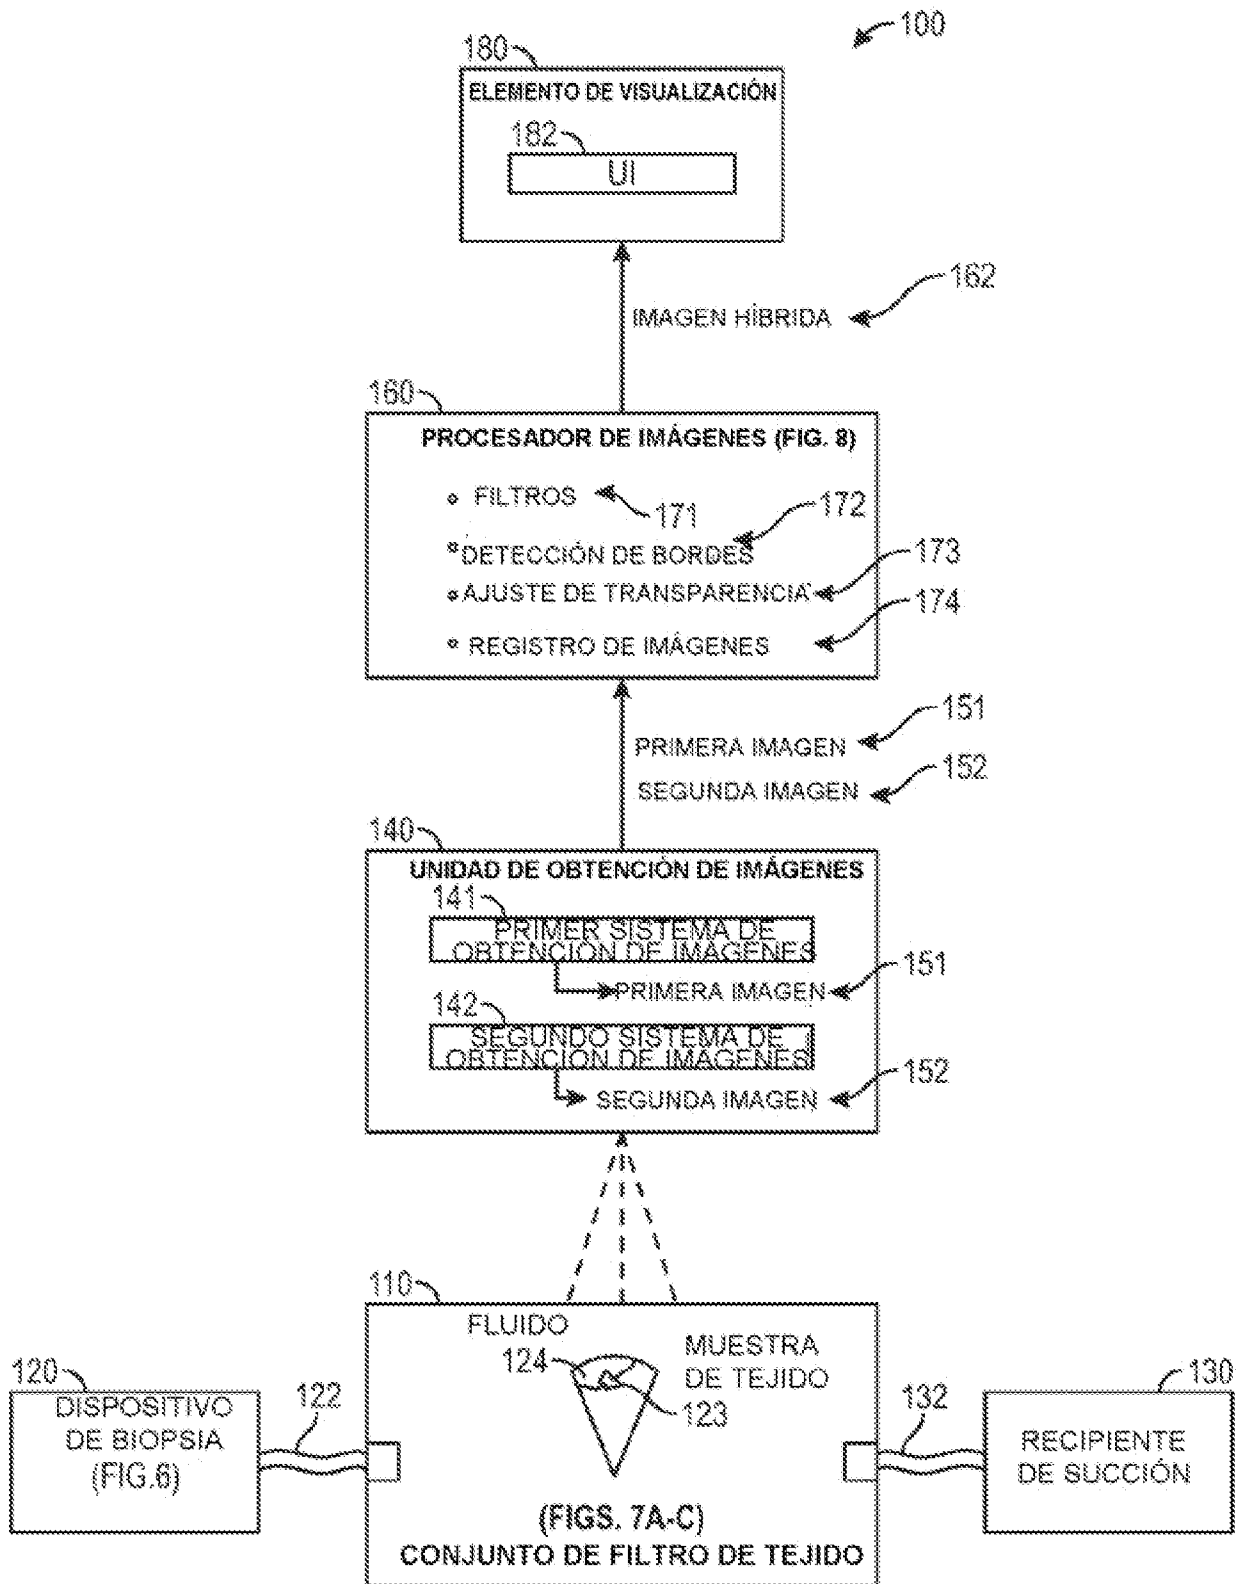 100
180
ELEMENTO DE VISUALIZACIÓN
182
UI
162
IMAGEN HÍBRIDA
160
PROCESADOR DE IMÁGENES (FIG. 8)
FILTROS
171
172
DETECCIÓN DE BORDES
173
AJUSTE DE TRANSPARENCIA
174
REGISTRO DE IMÁGENES
151
PRIMERA IMAGEN
152
SEGUNDA IMAGEN
140
UNIDAD DE OBTENCIÓN DE IMÁGENES
141
PRIMER SISTEMA DE
OBTENCIÓN DE IMÁGENES
151
PRIMERA IMAGEN
142
SEGUNDO SISTEMA DE
OBTENCIÓN DE IMÁGENES
152
SEGUNDA IMAGEN
110
FLUIDO
124
MUESTRA
DE TEJIDO
123
120
DISPOSITIVO
DE BIOPSIA
(FIG.6)
122
132
130
RECIPIENTE
DE SUCCIÓN
(FIGS. 7A-C)
CONJUNTO DE FILTRO DE TEJIDO